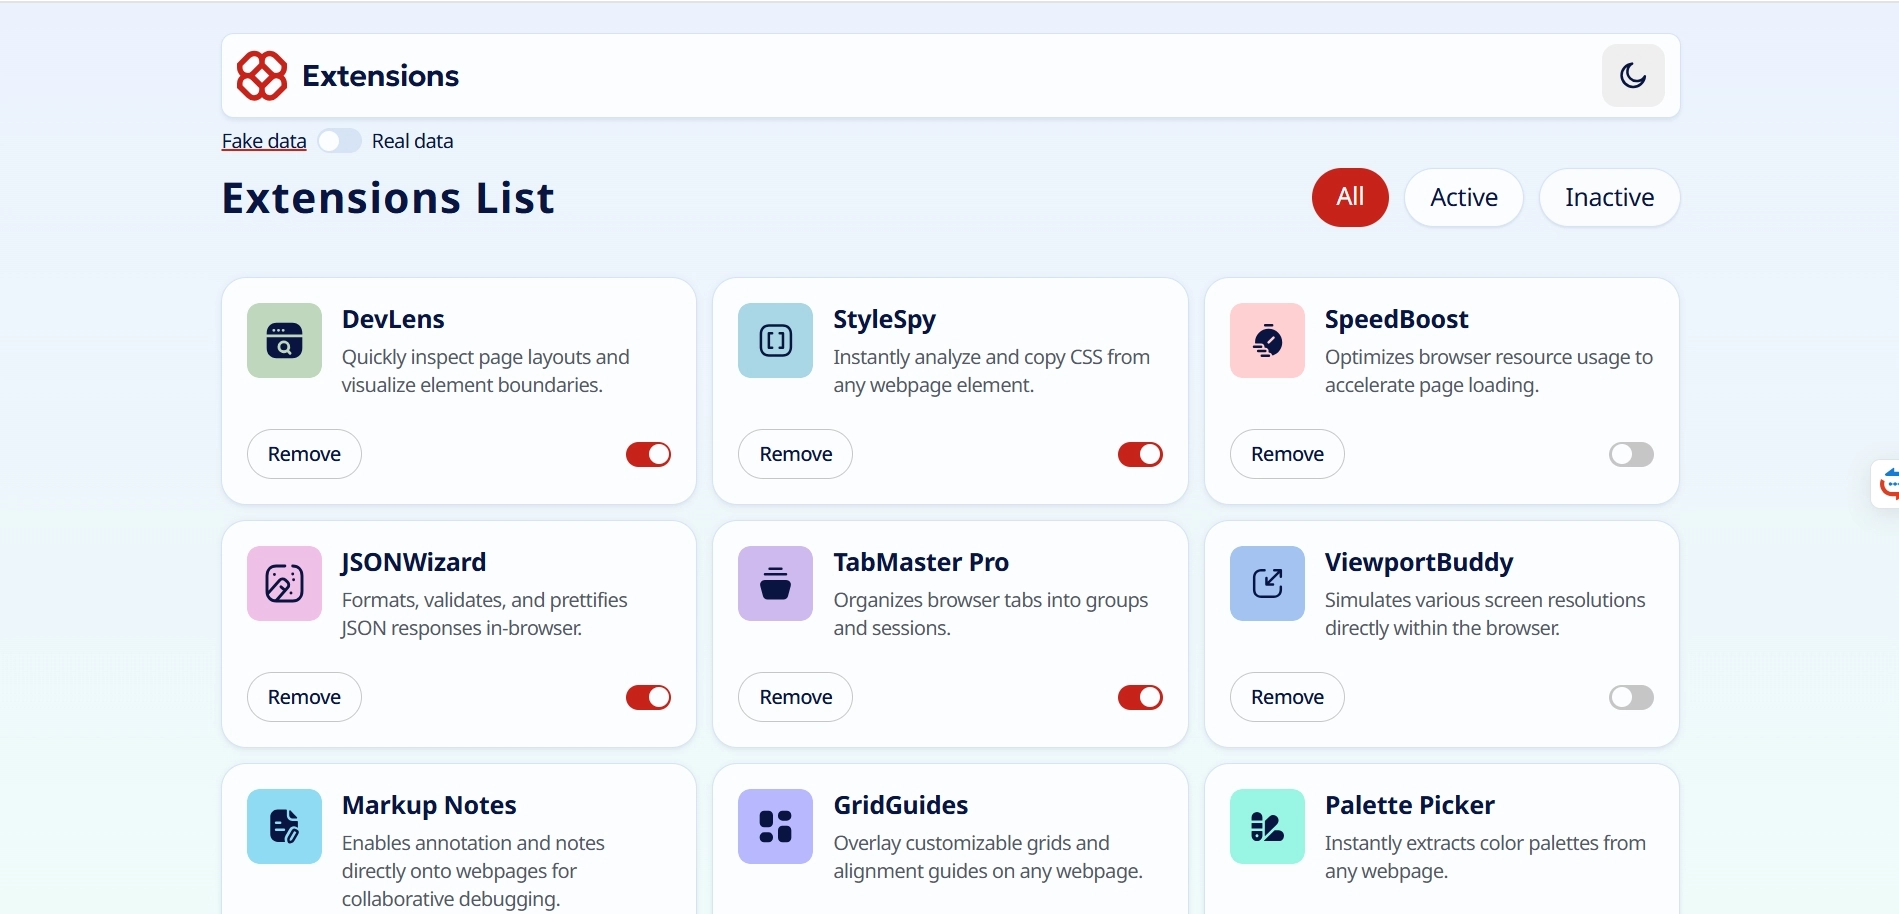 Extensions
Fake data Real data
Extensions List
All Active Inactive
DevLens
Quickly inspect page layouts and
visualize element boundaries.
Remove
StyleSpy
Instantly analyze and copy CSS from
any webpage element.
Remove
SpeedBoost
Optimizes browser resource usage to
accelerate page loading.
Remove
JSONWizard
Formats, validates, and prettifies
JSON responses in-browser.
Remove
TabMaster Pro
Organizes browser tabs into groups
and sessions.
Remove
ViewportBuddy
Simulates various screen resolutions
directly within the browser.
Remove
Markup Notes
Enables annotation and notes
directly onto webpages for
collaborative debugging.
GridGuides
Overlay customizable grids and
alignment guides on any webpage.
Palette Picker
Instantly extracts color palettes from
any webpage.